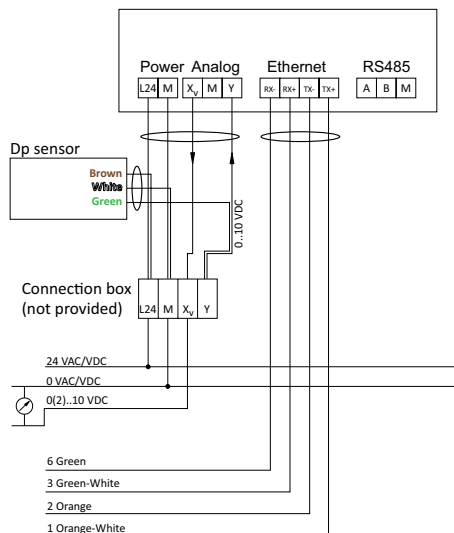 Power Analog Ethernet RS485
L24 M Xv M Y RX- RX+ TX- TX+ A B M
Dp sensor
Brown
White
Green
0..10 VDC
Connection box
(not provided)
L24 M Xv Y
24 VAC/VDC
0 VAC/VDC
0(2)..10 VDC
6 Green
3 Green-White
2 Orange
1 Orange-White